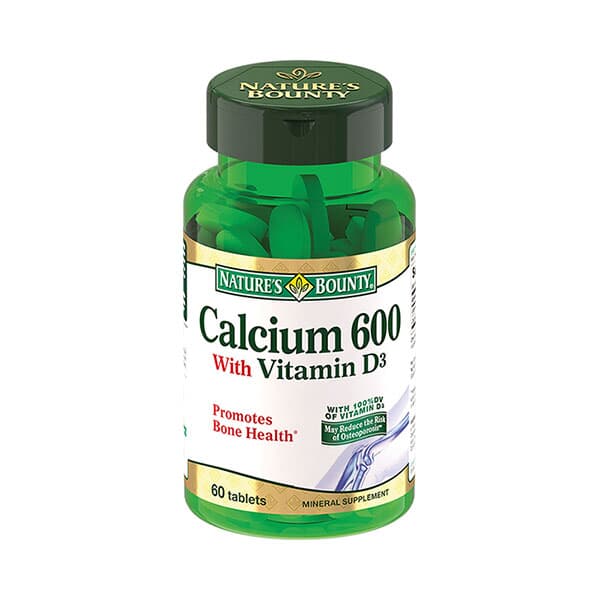 NATURE'S
BOUNTY
NATURE'S BOUNTY®
Calcium 600
With Vitamin D3
Promotes
Bone Health*
WITH 100% DV
OF VITAMIN D3
May Reduce the Risk
of Osteoporosis**
60 tablets
MINERAL SUPPLEMENT